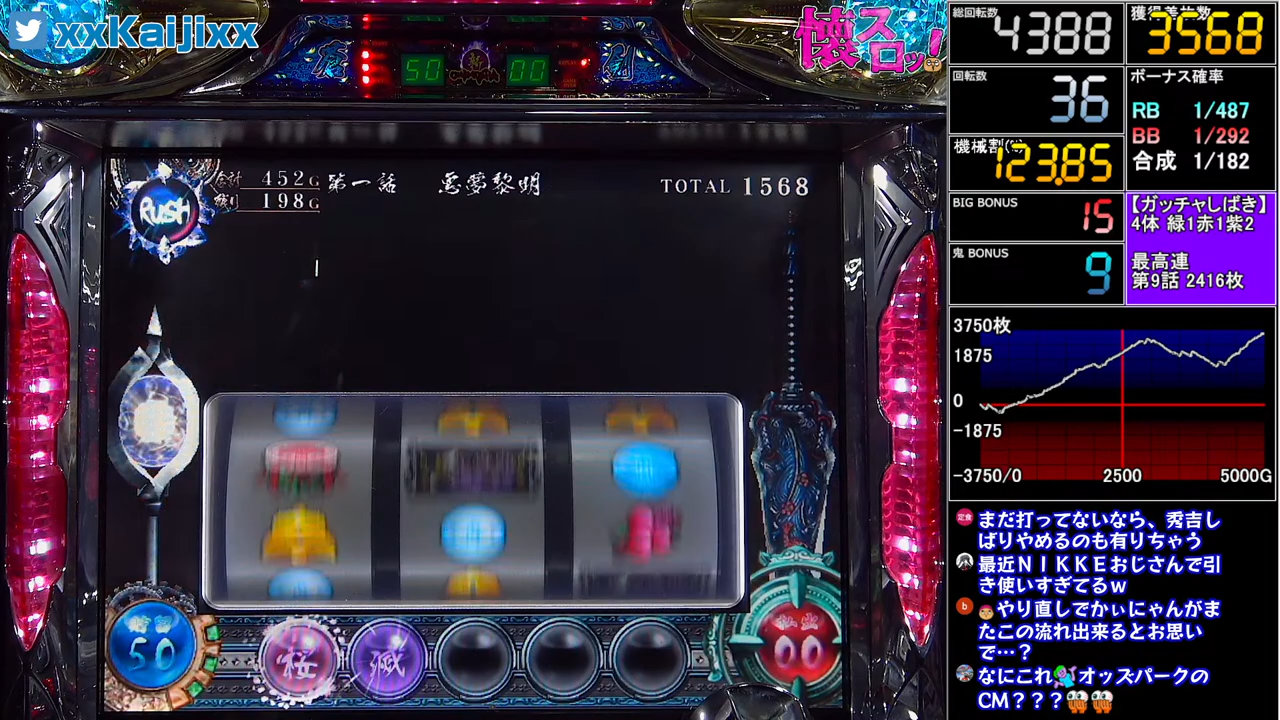 xxKaijixx
懐スロッ!
50
00
RUSH
合計 452G
残り 198G
第一話 悪夢黎明
TOTAL 1568
50
桜
滅
00
総回転数
4388
獲得差枚数
3568
回転数
36
ボーナス確率
RB 1/487
BB 1/292
合成 1/182
機械割(%)
123.85
BIG BONUS
15
【ガッチャしばき】
4体 緑1赤1紫2
鬼 BONUS
9
最高連
第9話 2416枚
3750枚
1875
0
-1875
-3750/0
2500
5000G
定食
まだ打ってないなら、秀吉し
ばりやめるのも有りちゃう
最近NIKKEおじさんで引
き使いすぎてるw
b
やり直しでかぃにゃんがま
たこの流れ出来るとお思い
で…?
なにこれ オッズパークの
CM???